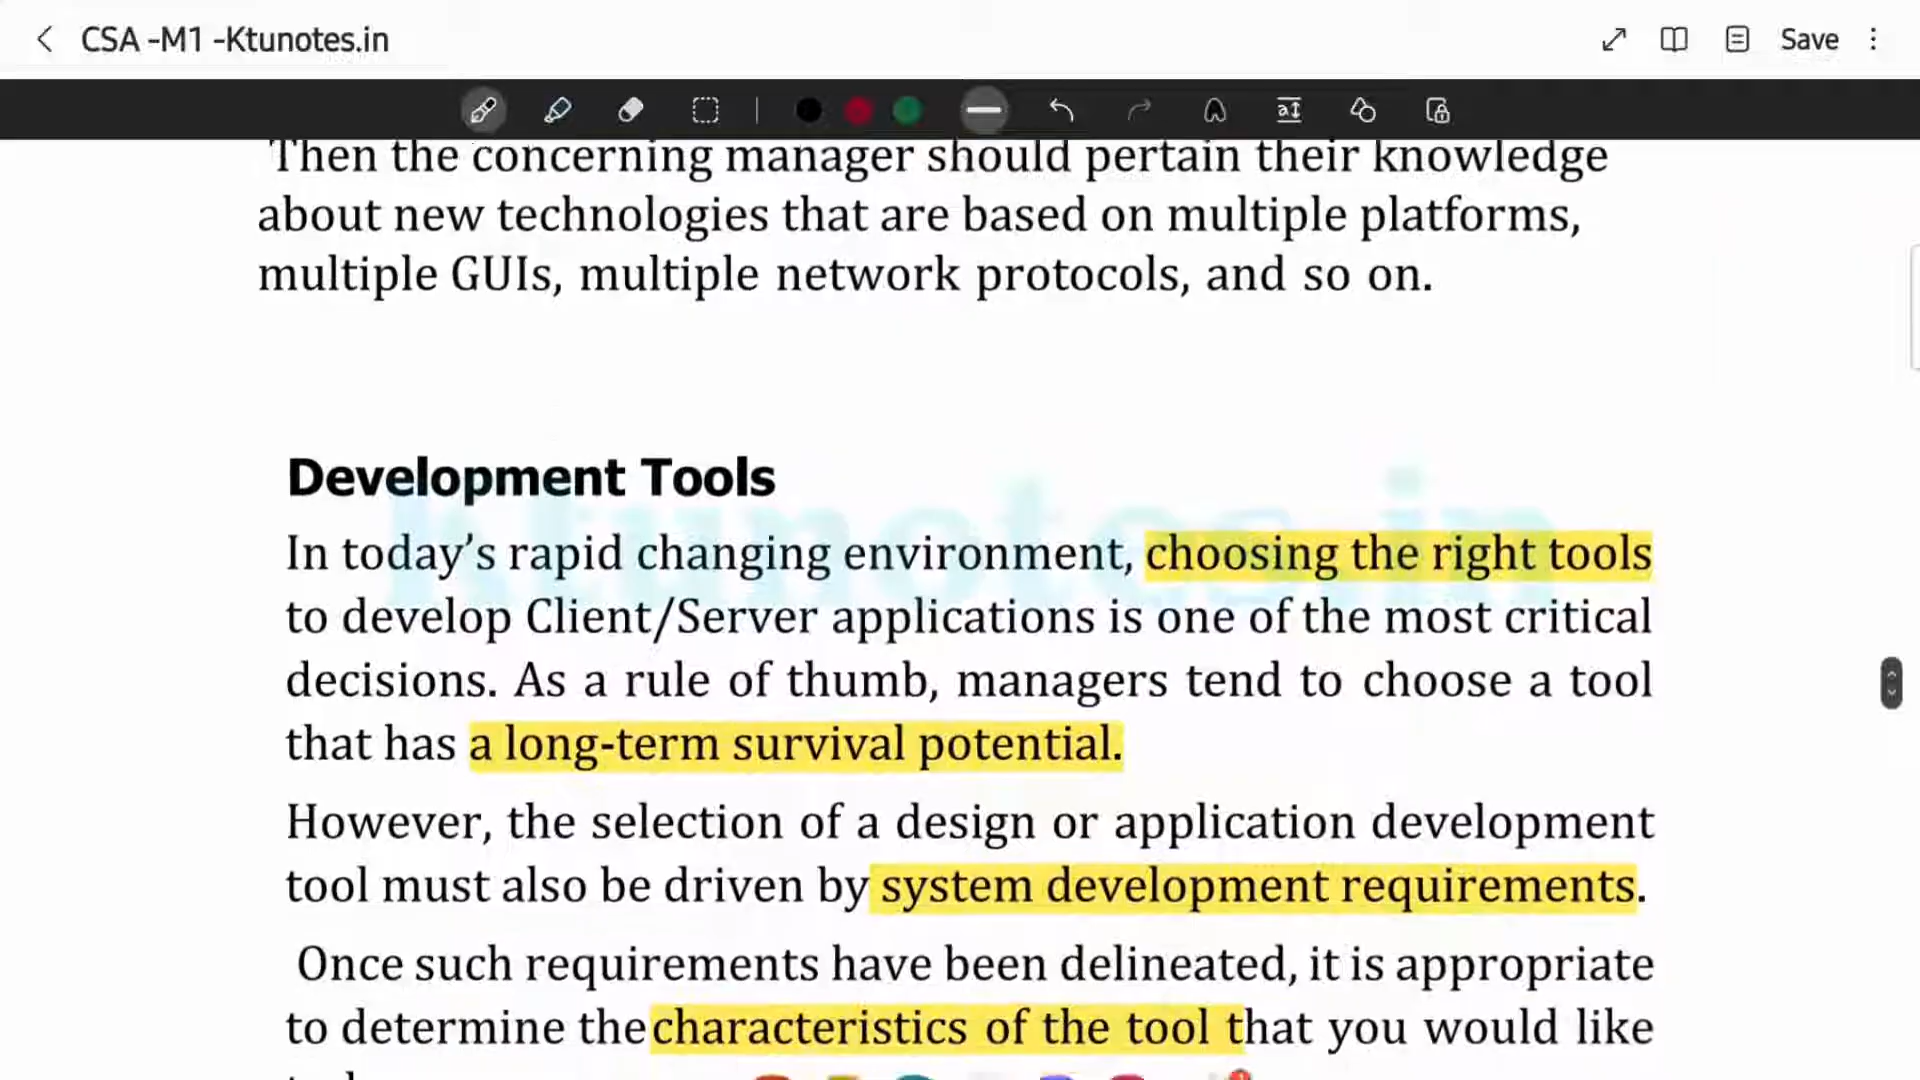 CSA -M1 -Ktunotes.in
Save
Then the concerning manager should pertain their knowledge
about new technologies that are based on multiple platforms,
multiple GUIs, multiple network protocols, and so on.
Development Tools
ktunotes.in
In today’s rapid changing environment, choosing the right tools
to develop Client/Server applications is one of the most critical
decisions. As a rule of thumb, managers tend to choose a tool
that has a long-term survival potential.
However, the selection of a design or application development
tool must also be driven by system development requirements.
Once such requirements have been delineated, it is appropriate
to determine the characteristics of the tool that you would like